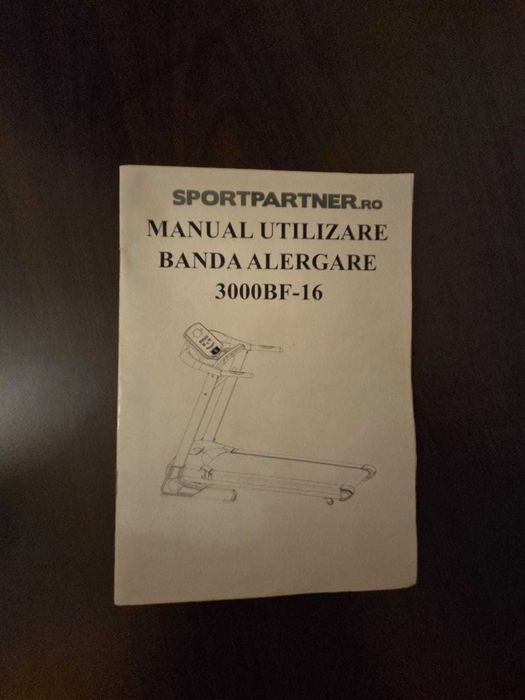 SPORTPARTNER.RO
MANUAL UTILIZARE
BANDA ALERGARE
3000BF-16